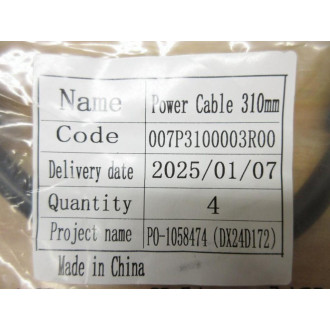 Name Power Cable 310mm
Code 007P3100003R00
Delivery date 2025/01/07
Quantity 4
Project name PO-1058474 (DX24D172)
Made in China